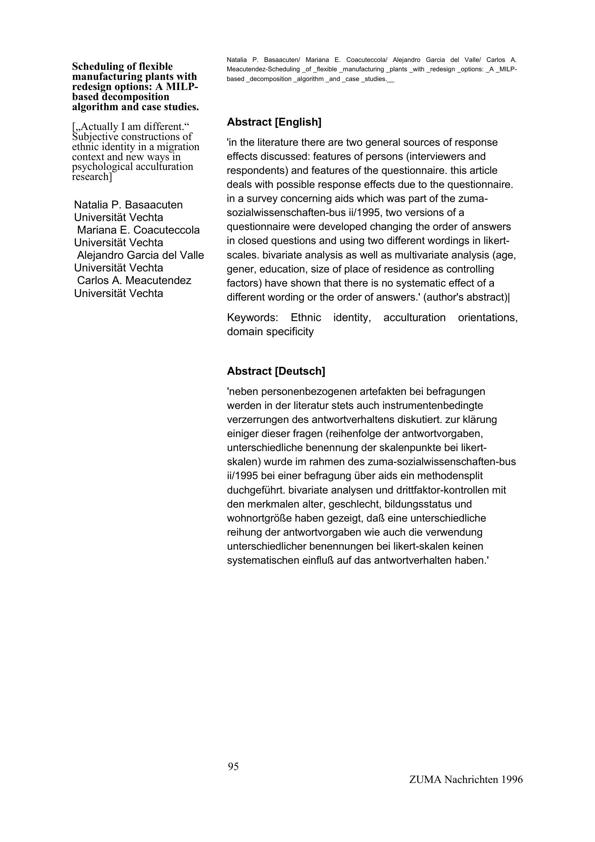 Scheduling of flexible
manufacturing plants with
redesign options: A MILP-
based decomposition
algorithm and case studies.
[„Actually I am different.“
Subjective constructions of
ethnic identity in a migration
context and new ways in
psychological acculturation
research]
Natalia P. Basaacuten
Universität Vechta
Mariana E. Coacuteccola
Universität Vechta
Alejandro Garcia del Valle
Universität Vechta
Carlos A. Meacutendez
Universität Vechta
Natalia P. Basaacuten/ Mariana E. Coacuteccola/ Alejandro Garcia del Valle/ Carlos A.
Meacutendez-Scheduling _of _flexible _manufacturing _plants _with _redesign _options: _A _MILP-
based _decomposition _algorithm _and _case _studies.__
Abstract [English]
'in the literature there are two general sources of response
effects discussed: features of persons (interviewers and
respondents) and features of the questionnaire. this article
deals with possible response effects due to the questionnaire.
in a survey concerning aids which was part of the zuma-
sozialwissenschaften-bus ii/1995, two versions of a
questionnaire were developed changing the order of answers
in closed questions and using two different wordings in likert-
scales. bivariate analysis as well as multivariate analysis (age,
gener, education, size of place of residence as controlling
factors) have shown that there is no systematic effect of a
different wording or the order of answers.' (author's abstract)|
Keywords: Ethnic identity, acculturation orientations,
domain specificity
Abstract [Deutsch]
'neben personenbezogenen artefakten bei befragungen
werden in der literatur stets auch instrumentenbedingte
verzerrungen des antwortverhaltens diskutiert. zur klärung
einiger dieser fragen (reihenfolge der antwortvorgaben,
unterschiedliche benennung der skalenpunkte bei likert-
skalen) wurde im rahmen des zuma-sozialwissenschaften-bus
ii/1995 bei einer befragung über aids ein methodensplit
duchgeführt. bivariate analysen und drittfaktor-kontrollen mit
den merkmalen alter, geschlecht, bildungsstatus und
wohnortgröße haben gezeigt, daß eine unterschiedliche
reihung der antwortvorgaben wie auch die verwendung
unterschiedlicher benennungen bei likert-skalen keinen
systematischen einfluß auf das antwortverhalten haben.'
95
ZUMA Nachrichten 1996